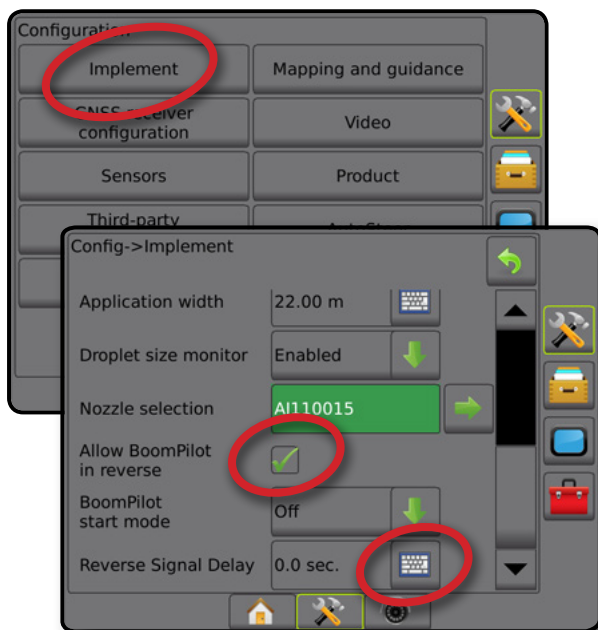 Configuration
Implement
Mapping and guidance
GNSS receiver
configuration
Video
Sensors
Product
Third-party
Config->Implement
Application width
22.00 m
Droplet size monitor
Enabled
Nozzle selection
AI110015
Allow BoomPilot
in reverse
BoomPilot
start mode
Off
Reverse Signal Delay
0.0 sec.